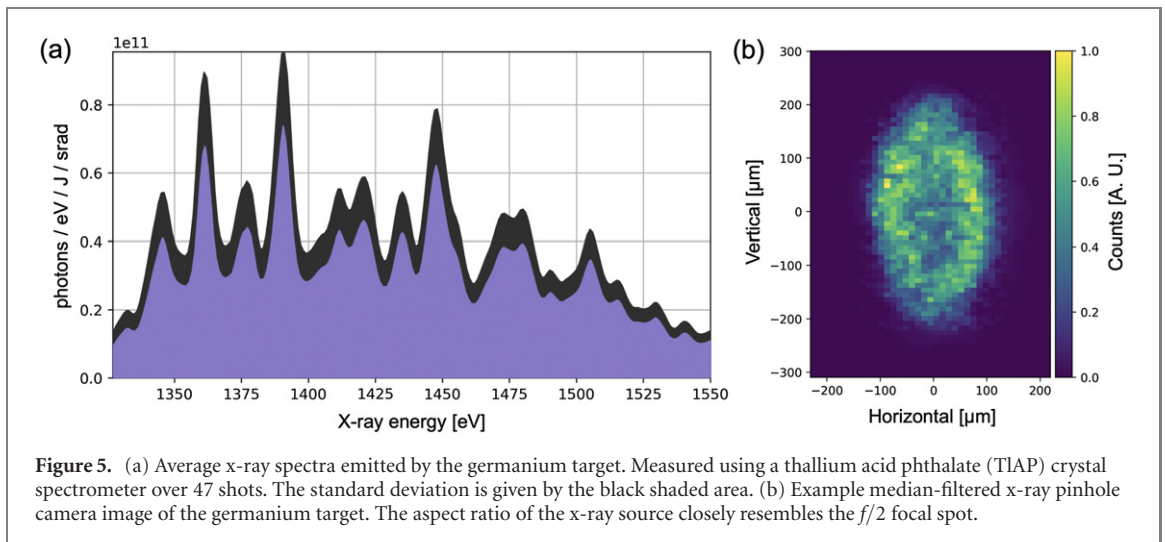 (a)
1e11
photons / eV / J / srad
0.8
0.6
0.4
0.2
0.0
1350 1375 1400 1425 1450 1475 1500 1525 1550
X-ray energy [eV]
(b)
Vertical [µm]
300
200
100
0
−100
−200
−300
−200 −100 0 100 200
Horizontal [µm]
1.0
0.8
0.6
0.4
0.2
0.0
Counts [A. U.]
Figure 5. (a) Average x-ray spectra emitted by the germanium target. Measured using a thallium acid phthalate (TlAP) crystal
spectrometer over 47 shots. The standard deviation is given by the black shaded area. (b) Example median-filtered x-ray pinhole
camera image of the germanium target. The aspect ratio of the x-ray source closely resembles the f/2 focal spot.